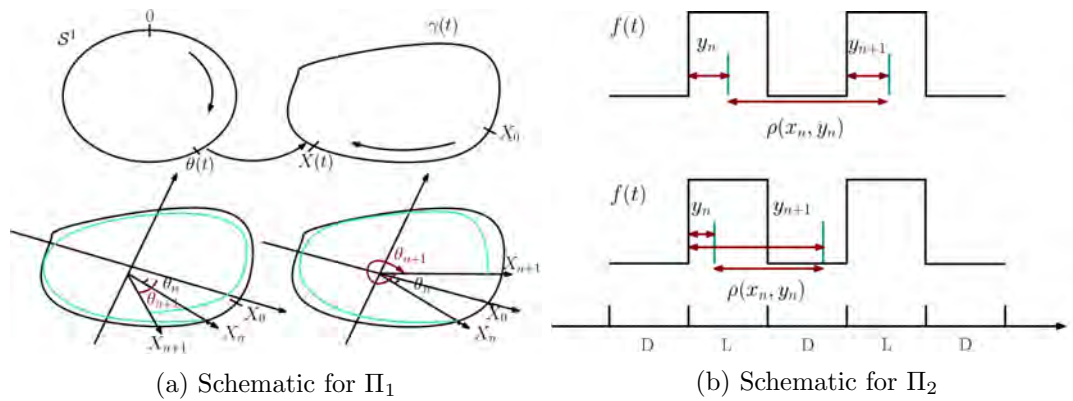 0
S¹
θ(t)
γ(t)
X₀
X(t)
θₙ
θₙ₊₁
X₀
Xₙ
Xₙ₊₁
θₙ₊₁
θₙ
Xₙ₊₁
X₀
Xₙ
(a) Schematic for Π₁
f(t)
yₙ
yₙ₊₁
ρ(xₙ, yₙ)
f(t)
yₙ
yₙ₊₁
ρ(xₙ, yₙ)
D L D L D
(b) Schematic for Π₂